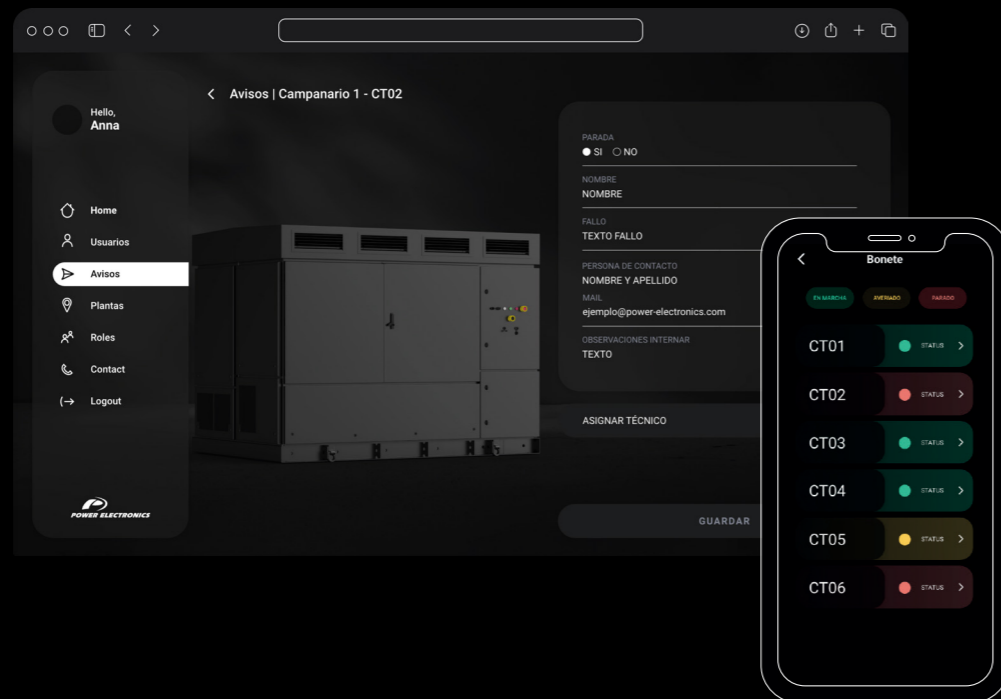 Avisos | Campanario 1 - CT02
Hello,
Anna
Home
Usuarios
Avisos
Plantas
Roles
Contact
Logout
POWER ELECTRONICS
PARADA
SI NO
NOMBRE
NOMBRE
FALLO
TEXTO FALLO
PERSONA DE CONTACTO
NOMBRE Y APELLIDO
MAIL
ejemplo@power-electronics.com
OBSERVACIONES INTERNAR
TEXTO
ASIGNAR TÉCNICO
GUARDAR
Bonete
EN MARCHA AVERIADO PARADO
CT01 STATUS
CT02 STATUS
CT03 STATUS
CT04 STATUS
CT05 STATUS
CT06 STATUS